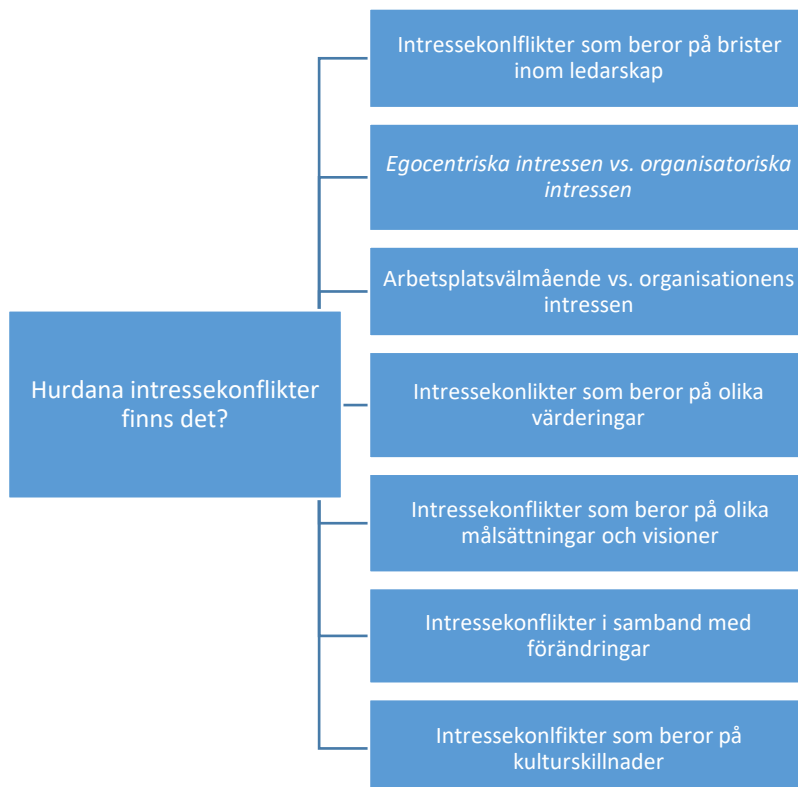 Intressekonlflikter som beror på brister
inom ledarskap
Egocentriska intressen vs. organisatoriska
intressen
Arbetsplatsvälmående vs. organisationens
intressen
Hurdana intressekonflikter
finns det?
Intressekonlikter som beror på olika
värderingar
Intressekonflikter som beror på olika
målsättningar och visioner
Intressekonflikter i samband med
förändringar
Intressekonlfikter som beror på
kulturskillnader